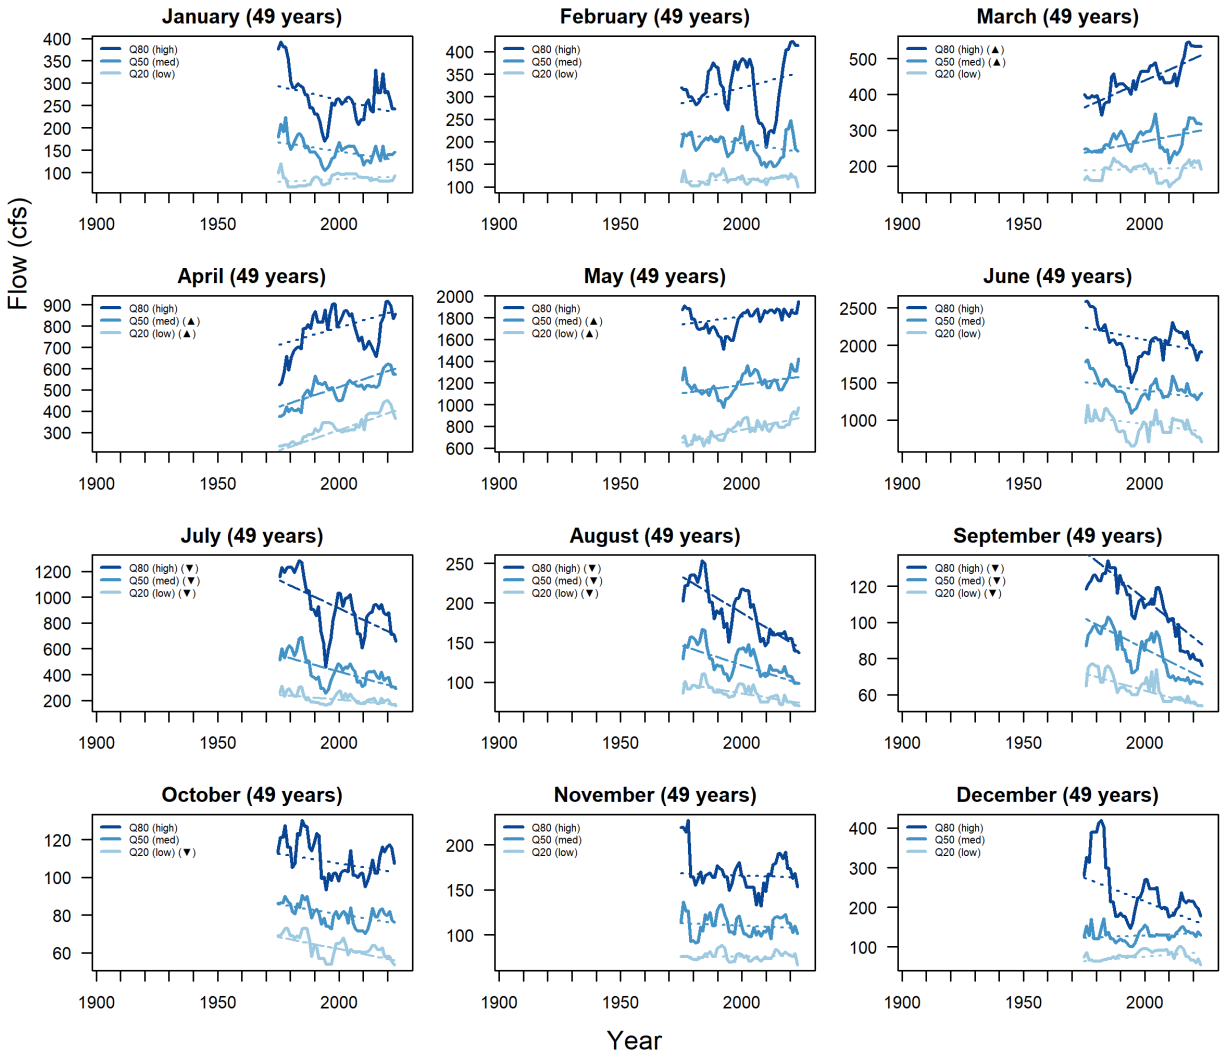 January (49 years)
400
350
300
250
200
150
100
Q80 (high)
Q50 (med)
Q20 (low)
1900
1950
2000
February (49 years)
400
350
300
250
200
150
100
Q80 (high)
Q50 (med)
Q20 (low)
1900
1950
2000
March (49 years)
500
400
300
200
Q80 (high) (▲)
Q50 (med) (▲)
Q20 (low)
1900
1950
2000
Flow (cfs)
April (49 years)
900
800
700
600
500
400
300
Q80 (high)
Q50 (med) (▲)
Q20 (low) (▲)
1900
1950
2000
May (49 years)
2000
1800
1600
1400
1200
1000
800
600
Q80 (high)
Q50 (med) (▲)
Q20 (low) (▲)
1900
1950
2000
June (49 years)
2500
2000
1500
1000
Q80 (high)
Q50 (med)
Q20 (low)
1900
1950
2000
July (49 years)
1200
1000
800
600
400
200
Q80 (high) (▼)
Q50 (med) (▼)
Q20 (low) (▼)
1900
1950
2000
August (49 years)
250
200
150
100
Q80 (high) (▼)
Q50 (med) (▼)
Q20 (low) (▼)
1900
1950
2000
September (49 years)
120
100
80
60
Q80 (high) (▼)
Q50 (med) (▼)
Q20 (low) (▼)
1900
1950
2000
October (49 years)
120
100
80
60
Q80 (high)
Q50 (med)
Q20 (low) (▼)
1900
1950
2000
November (49 years)
200
150
100
Q80 (high)
Q50 (med)
Q20 (low)
1900
1950
2000
December (49 years)
400
300
200
100
Q80 (high)
Q50 (med)
Q20 (low)
1900
1950
2000
Year